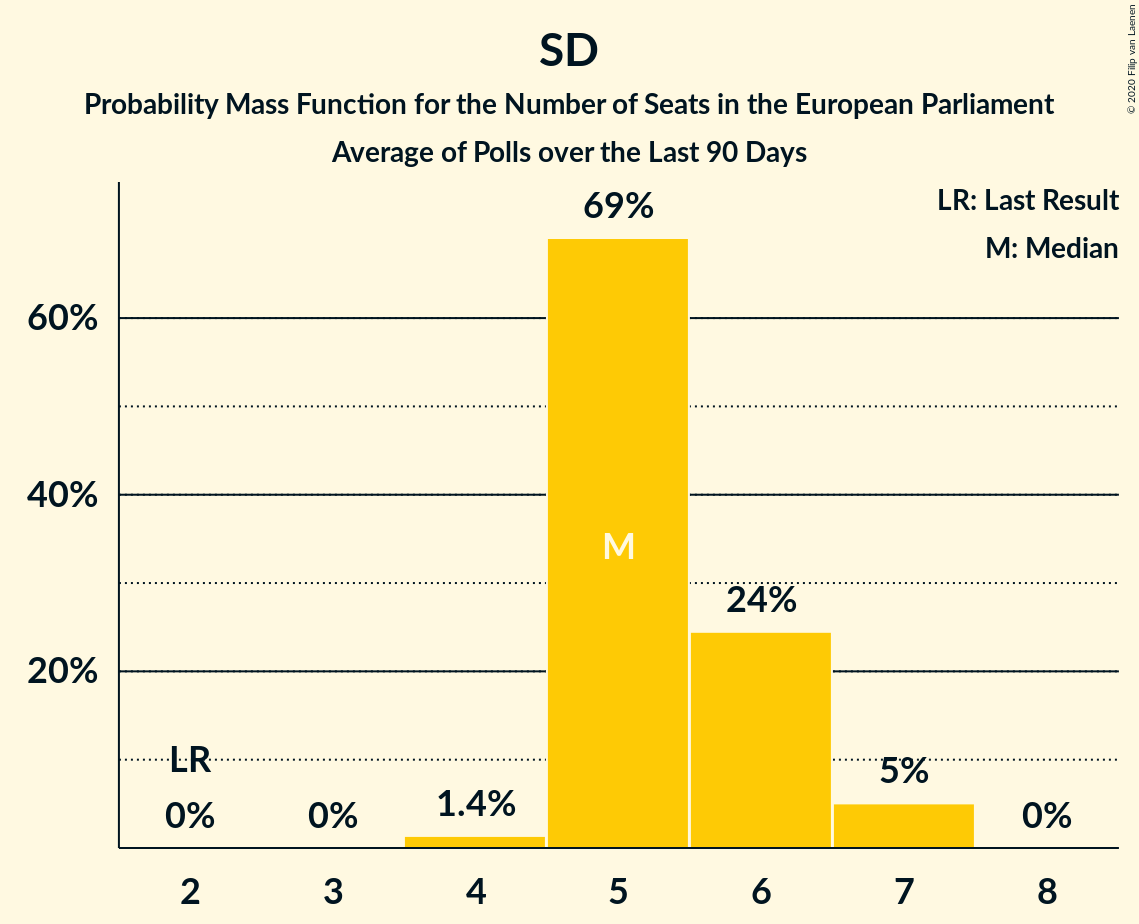 SD
Probability Mass Function for the Number of Seats in the European Parliament
Average of Polls over the Last 90 Days
© 2020 Filip van Laenen
LR: Last Result
M: Median
69%
60%
40%
M
24%
20%
LR
5%
1.4%
0%
0%
0%
2
3
4
5
6
7
8